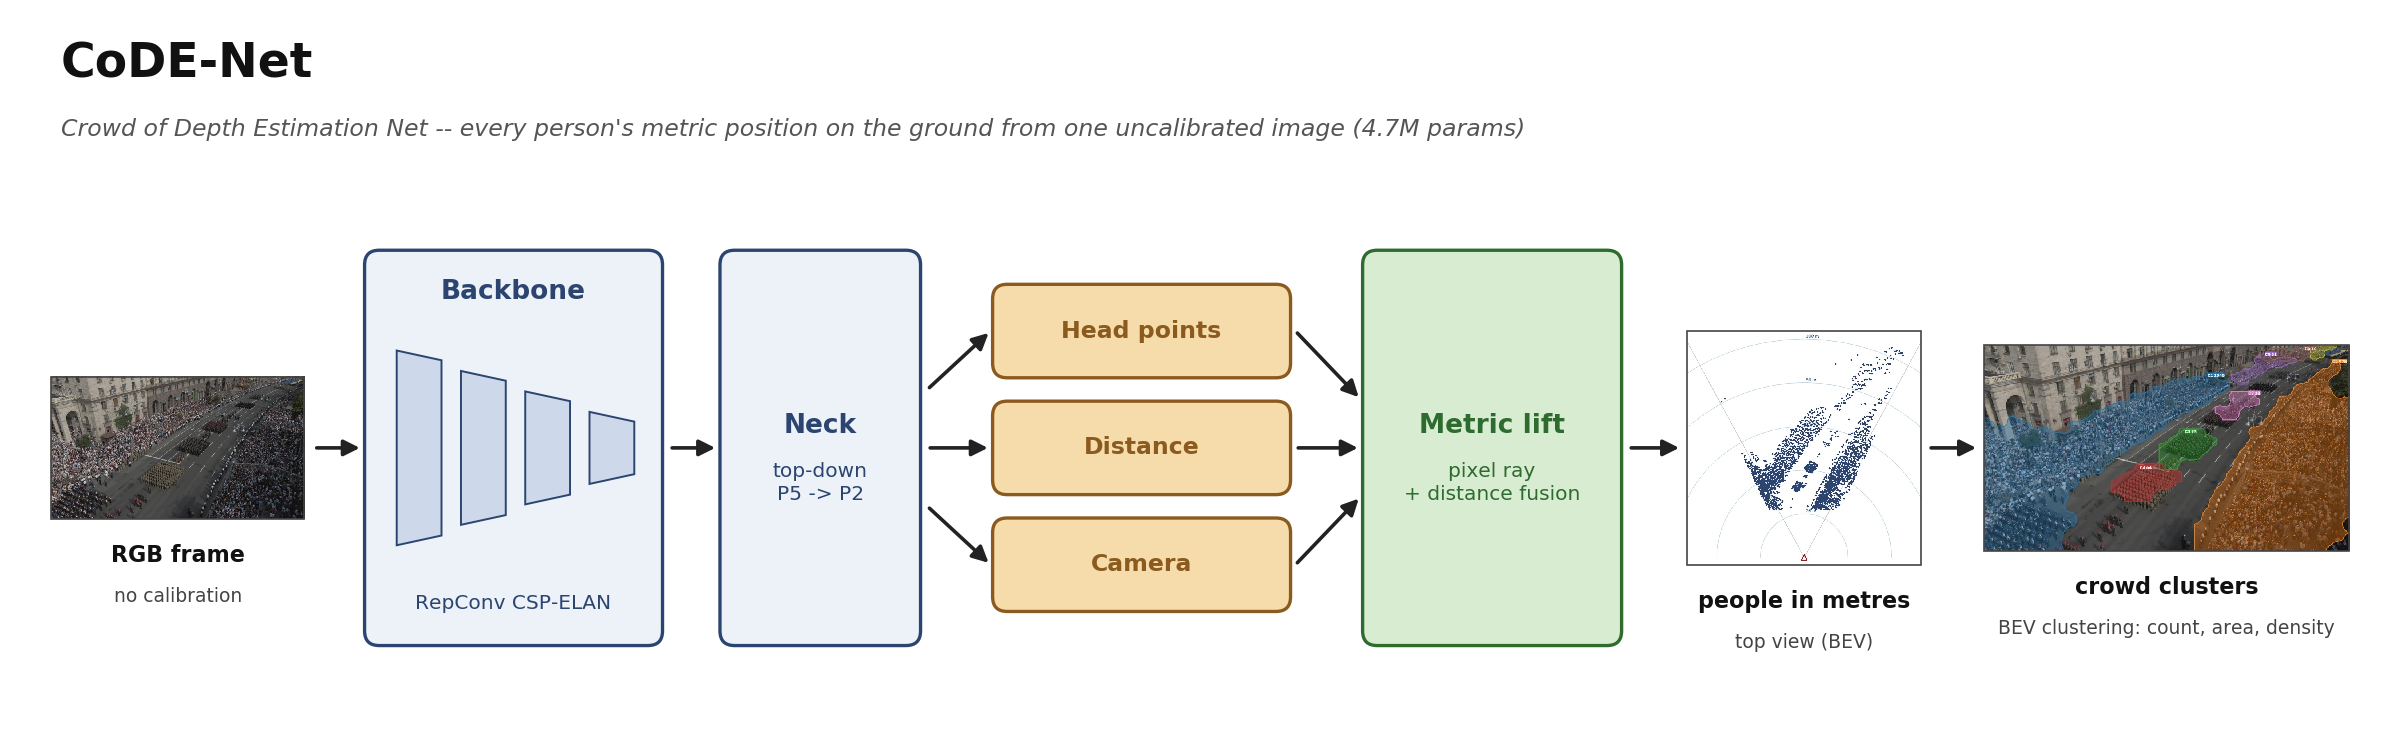 CoDE-Net
Crowd of Depth Estimation Net -- every person's metric position on the ground from one uncalibrated image (4.7M params)
RGB frame
no calibration
Backbone
RepConv CSP-ELAN
Neck
top-down
P5 -> P2
Head points
Distance
Camera
Metric lift
pixel ray
+ distance fusion
people in metres
top view (BEV)
crowd clusters
BEV clustering: count, area, density